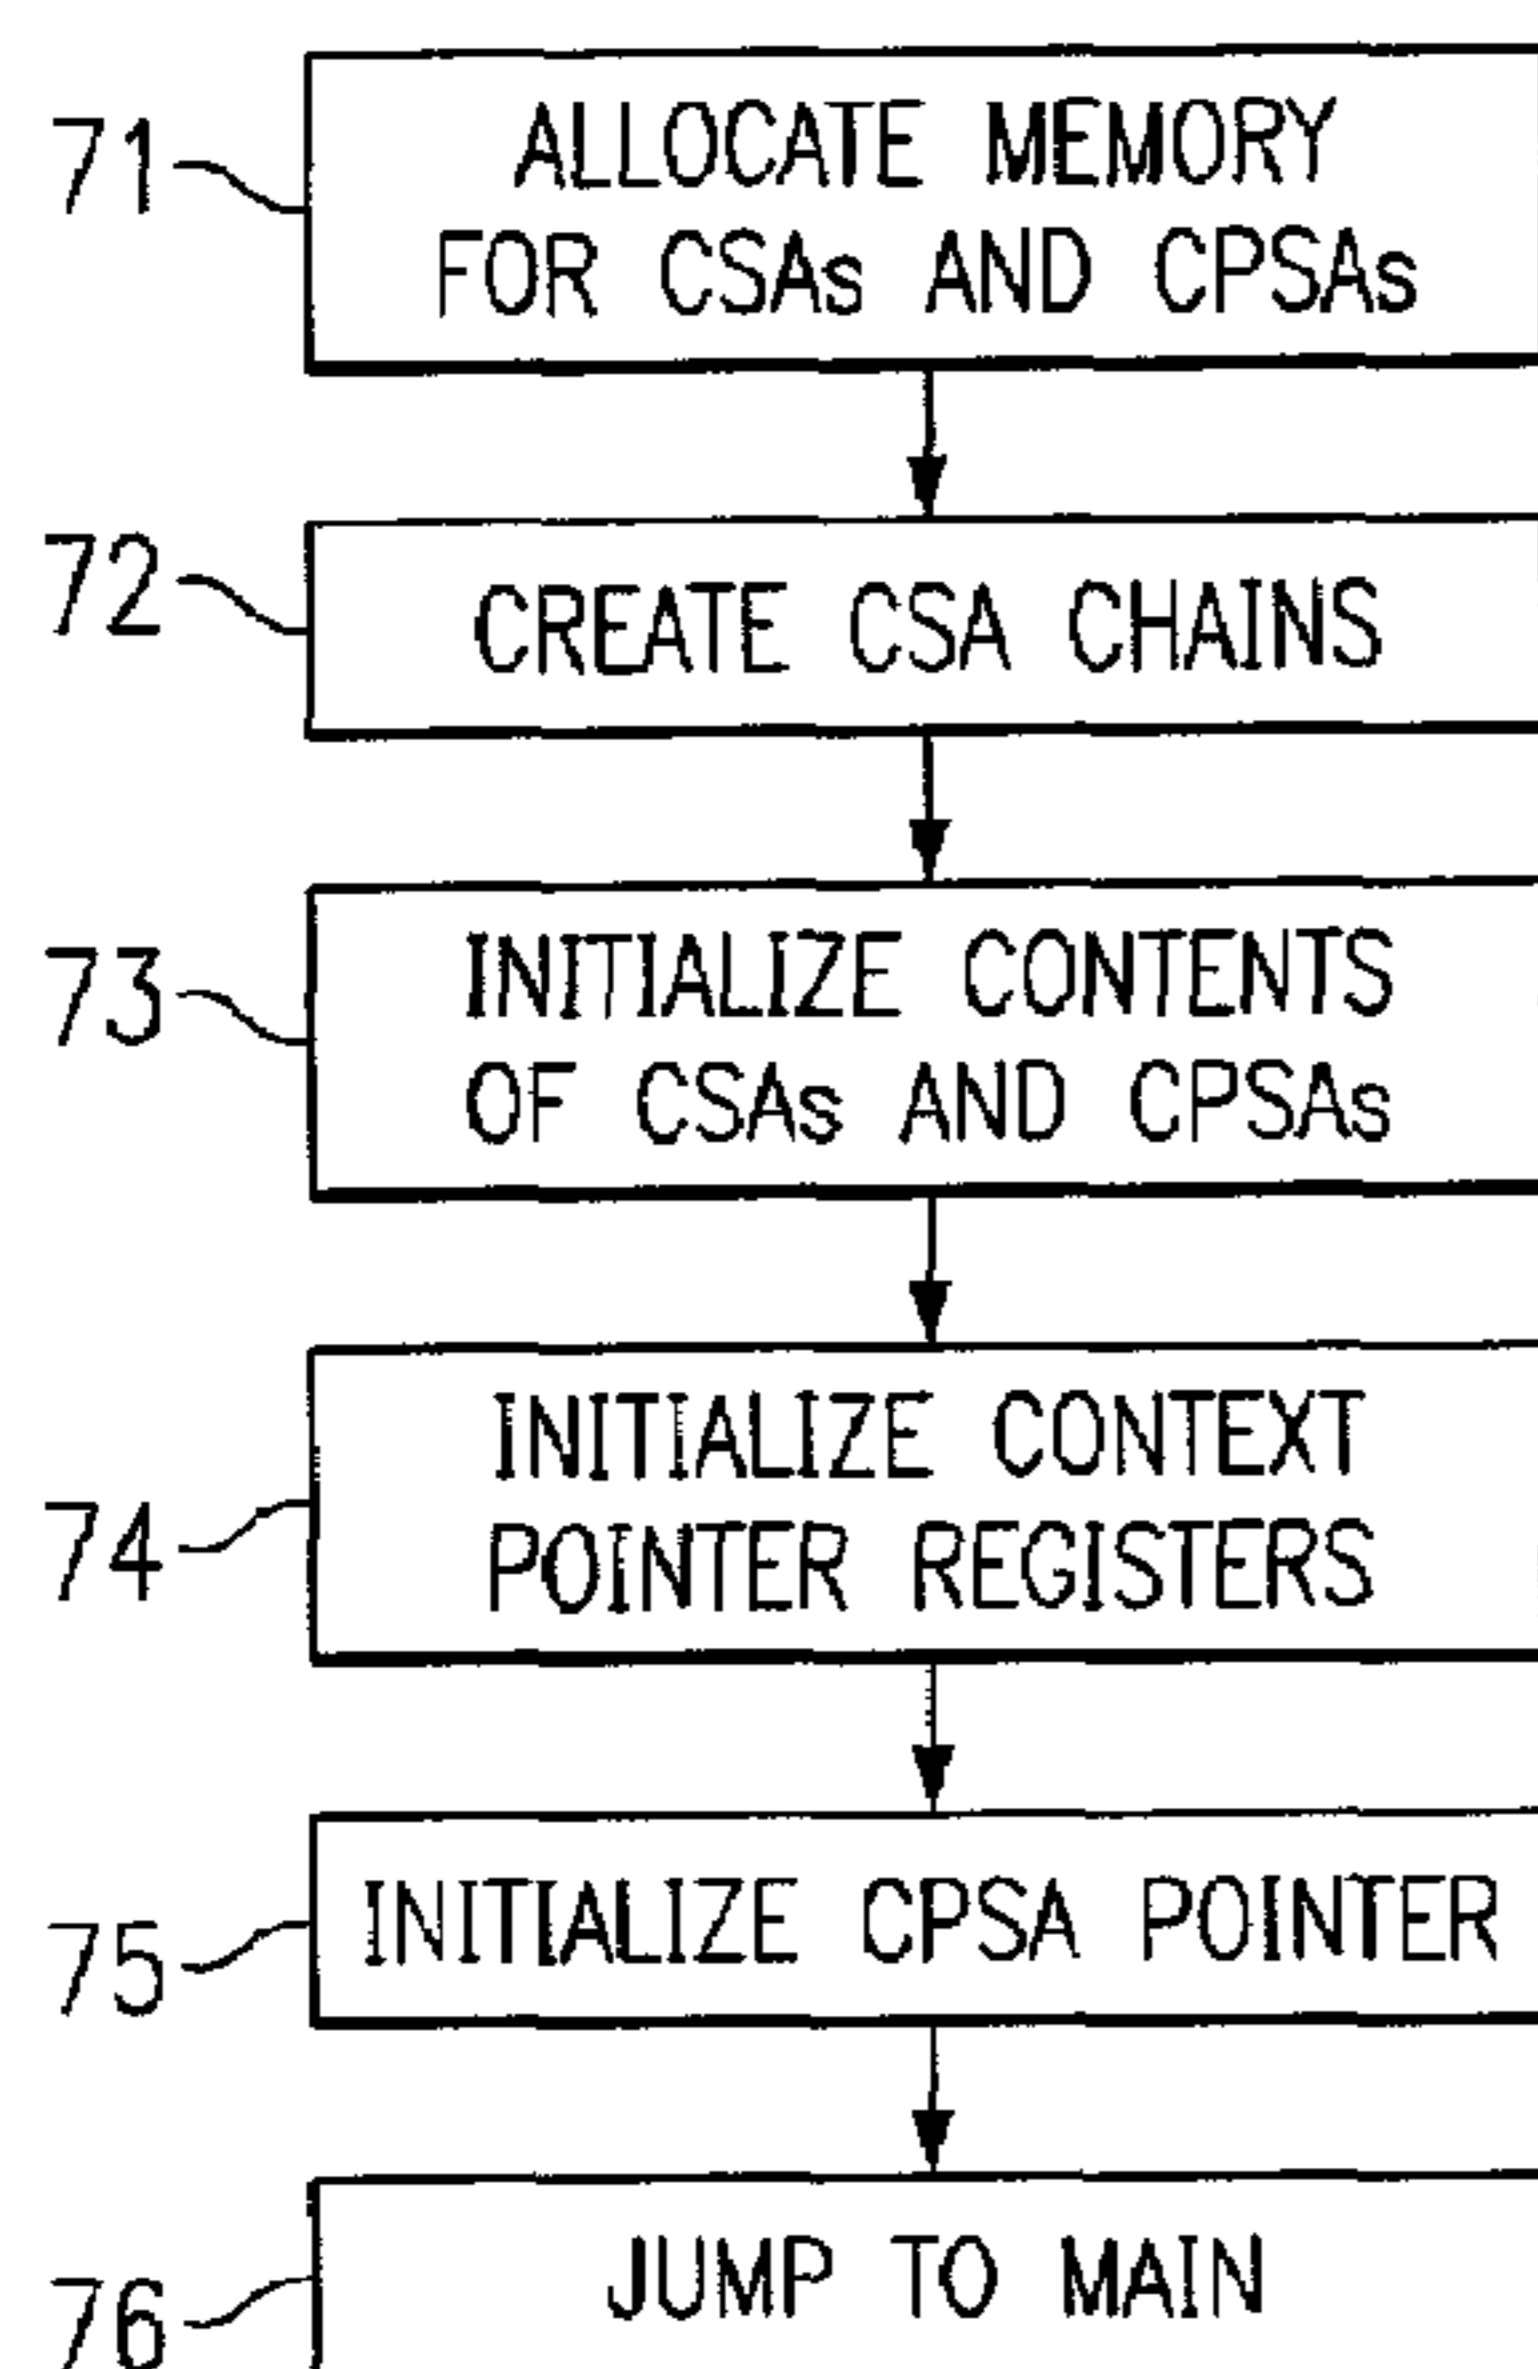 71
ALLOCATE MEMORY
FOR CSAs AND CPSAs
72
CREATE CSA CHAINS
73
INITIALIZE CONTENTS
OF CSAs AND CPSAs
74
INITIALIZE CONTEXT
POINTER REGISTERS
75
INITIALIZE CPSA POINTER
76
JUMP TO MAIN